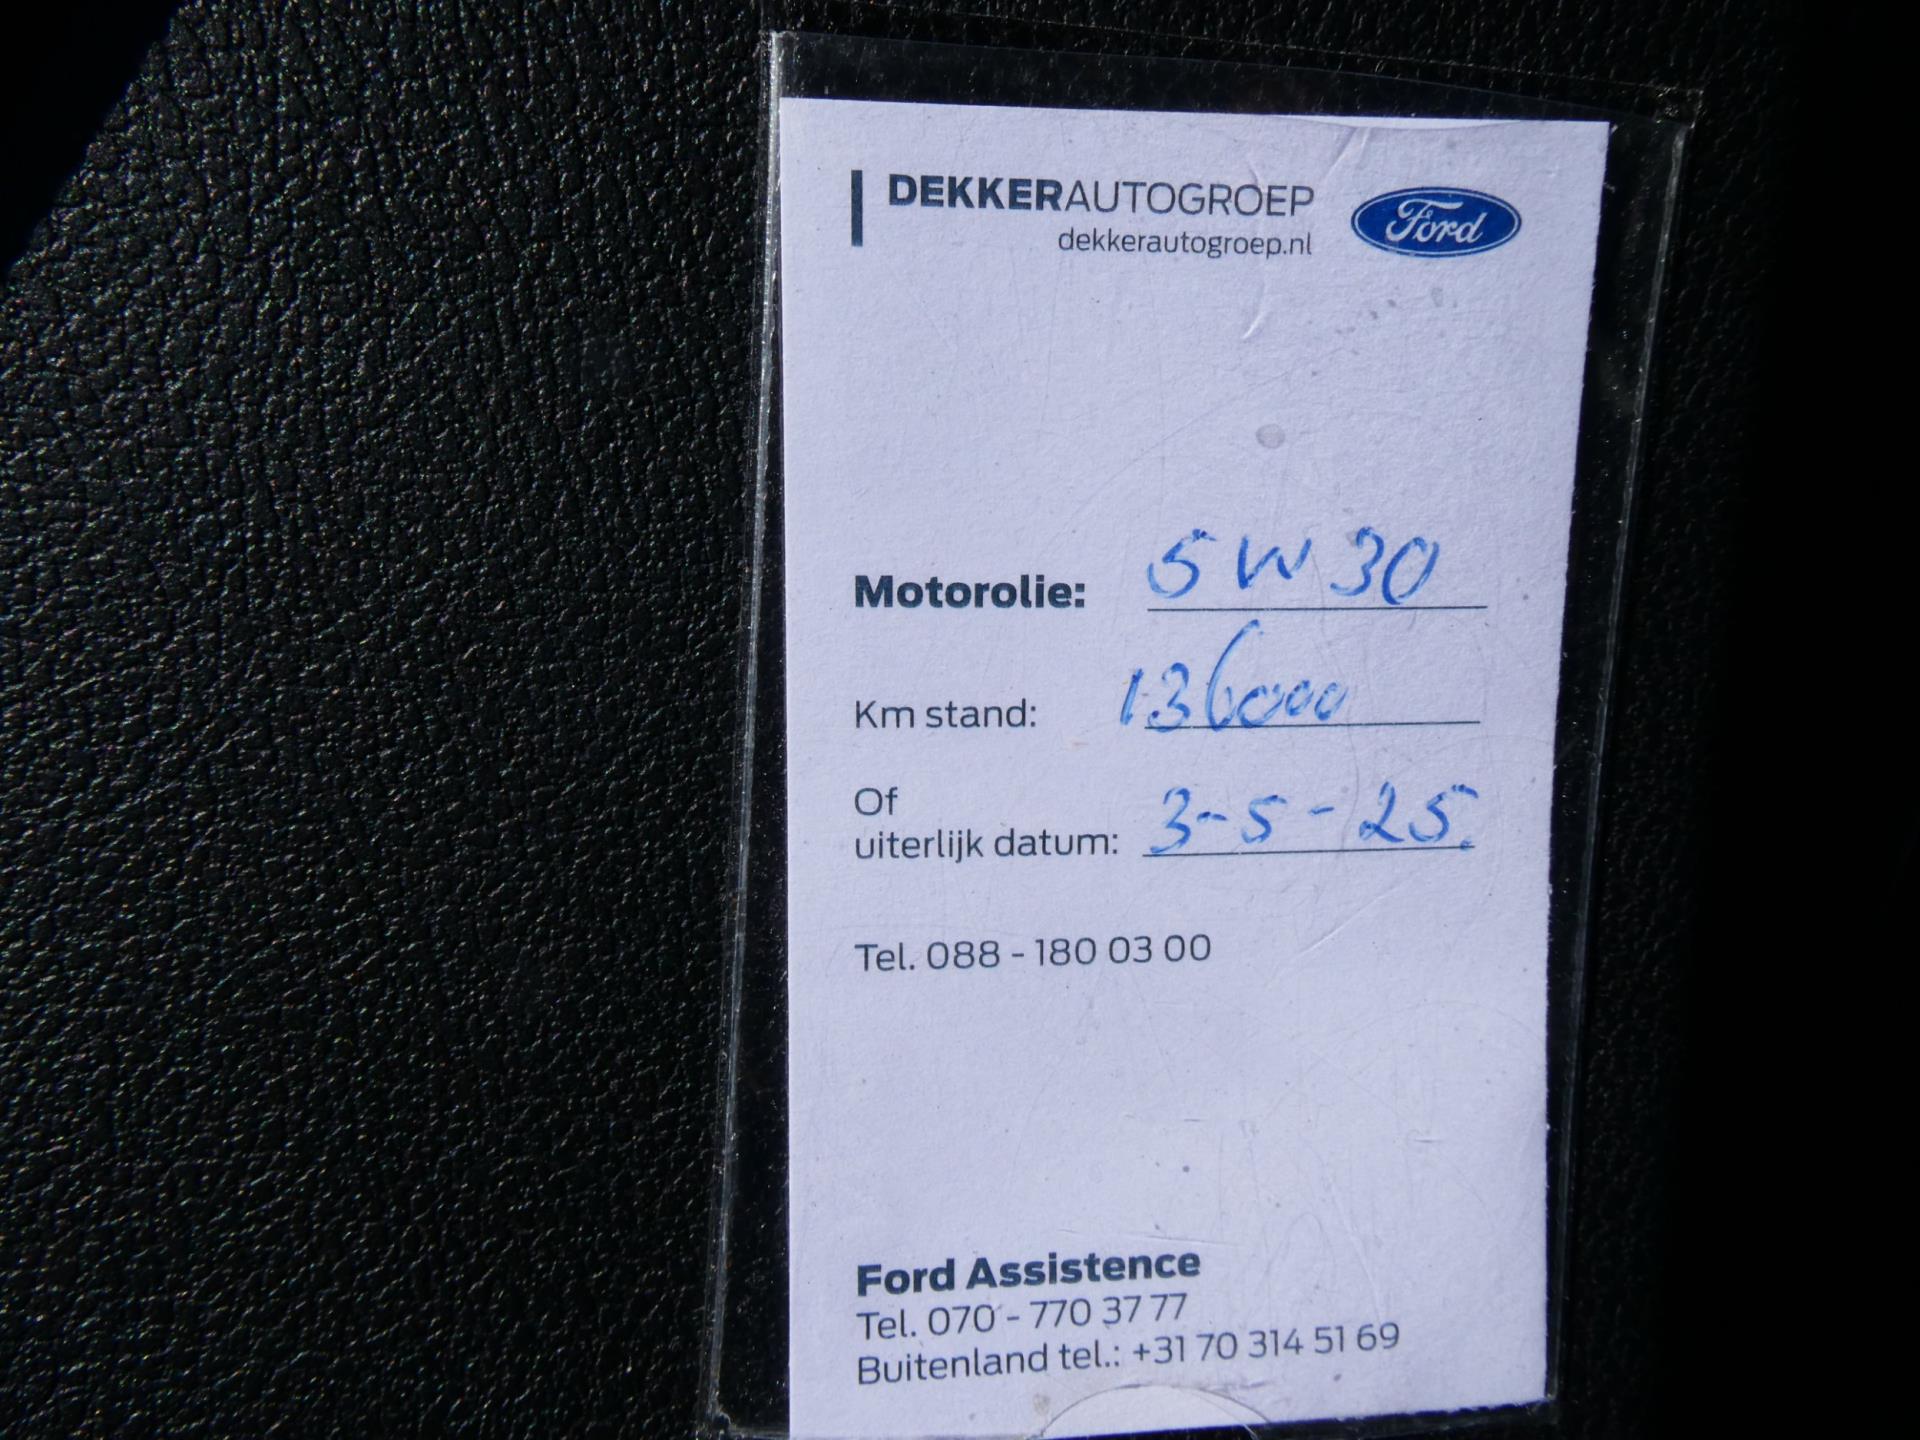 DEKKERAUTOGROEP
dekkerautogroep.nl
Ford
Motorolie: 5W30
Km stand: 136000
Of
uiterlijk datum: 3-5-25.
Tel. 088 - 180 03 00
Ford Assistence
Tel. 070 - 770 37 77
Buitenland tel.: +31 70 314 51 69